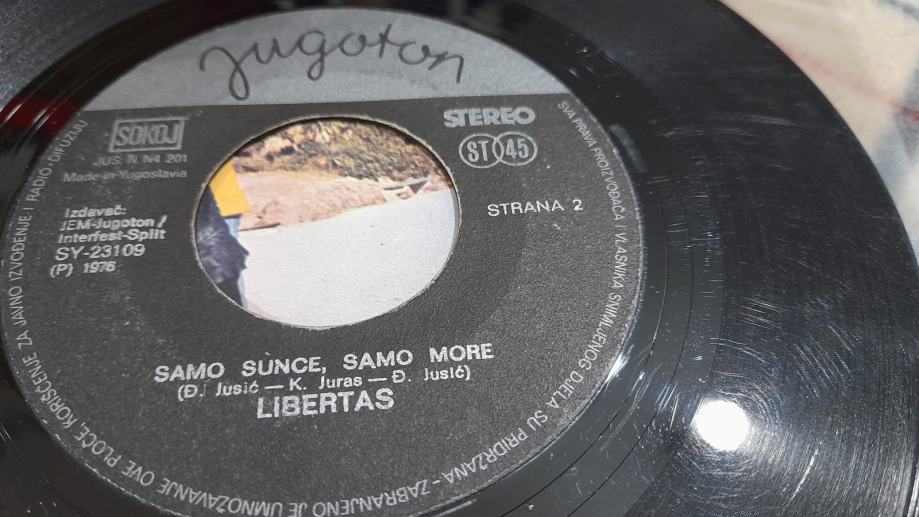 jugoton
SOKOJ
JUS. N. N4. 201
Made in Yugoslavia
STEREO
ST 45
STRANA 2
Izdavač:
JEM-Jugoton /
Interfest-Split
SY-23109
(P) 1976
SAMO SUNCE, SAMO MORE
(Đ. Jusić — K. Juras — Đ. Jusić)
LIBERTAS
SVA PRAVA PROIZVOĐAČA I VLASNIKA SNIMLJENOG DJELA SU PRIDRŽANA - ZABRANJENO JE UMNOŽAVANJE OVE PLOČE, KORIŠĆENJE ZA JAVNO IZVOĐENJE I RADIO-DIFUZIJU